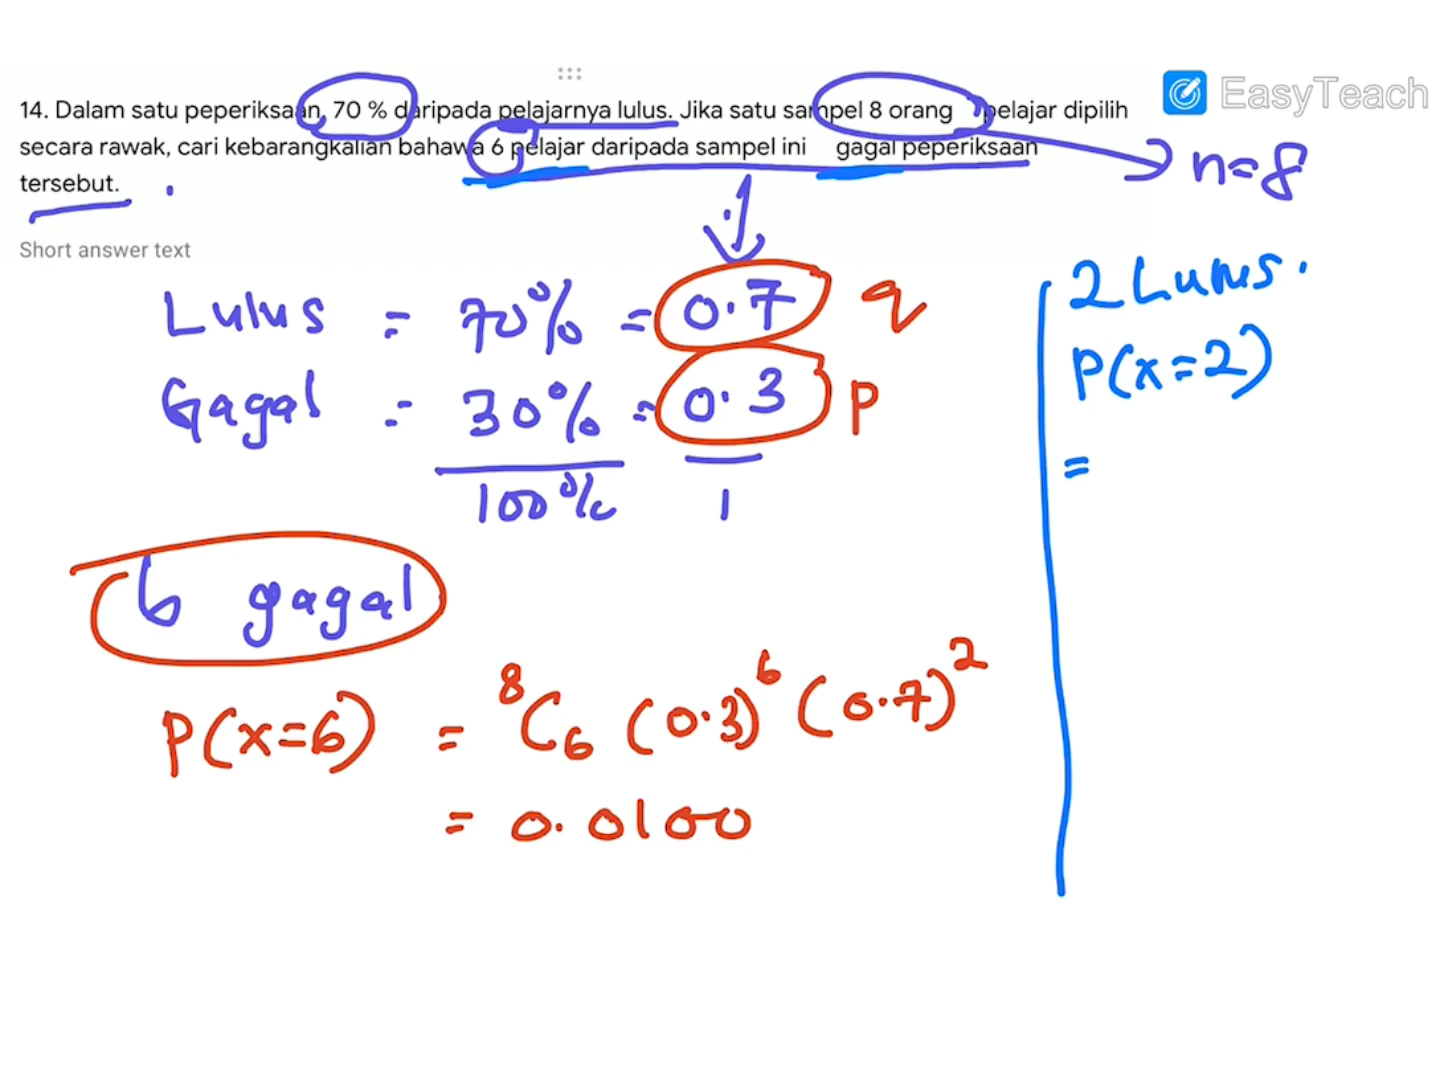 EasyTeach
14. Dalam satu peperiksaan, 70 % daripada pelajarnya lulus. Jika satu sampel 8 orang pelajar dipilih
secara rawak, cari kebarangkalian bahawa 6 pelajar daripada sampel ini gagal peperiksaan
tersebut.
n=8
Short answer text
Lulus = 70% = 0.7 q
Gagal = 30% = 0.3 p
100% 1
6 gagal
P(x=6) = ⁸C₆ (0.3)⁶ (0.7)²
= 0.0100
2 Lulus.
P(x=2)
=